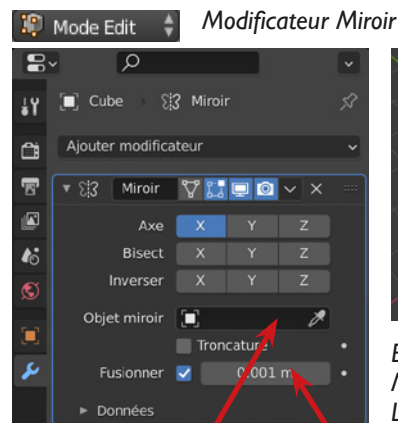 Mode Edit
Modificateur Miroir
Cube
Miroir
Ajouter modificateur
Miroir
Axe X Y Z
Bisect X Y Z
Inverser X Y Z
Objet miroir
Troncature
Fusionner 0.001 m
Données